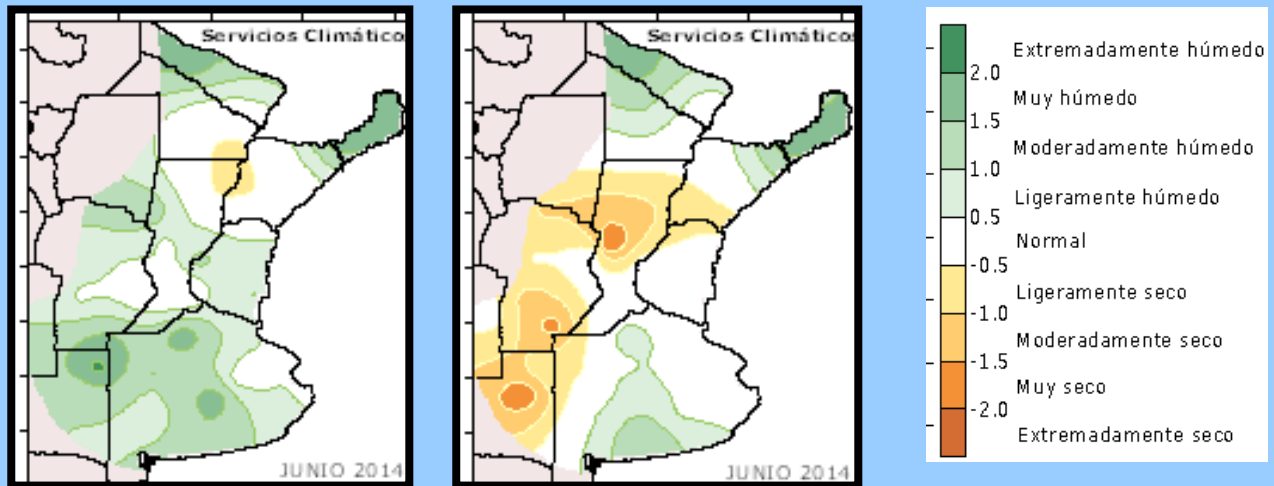 Servicios Climáticos
JUNIO 2014
Servicios Climáticos
JUNIO 2014
Extremadamente húmedo
2.0
Muy húmedo
1.5
Moderadamente húmedo
1.0
Ligeramente húmedo
0.5
Normal
-0.5
Ligeramente seco
-1.0
Moderadamente seco
-1.5
Muy seco
-2.0
Extremadamente seco